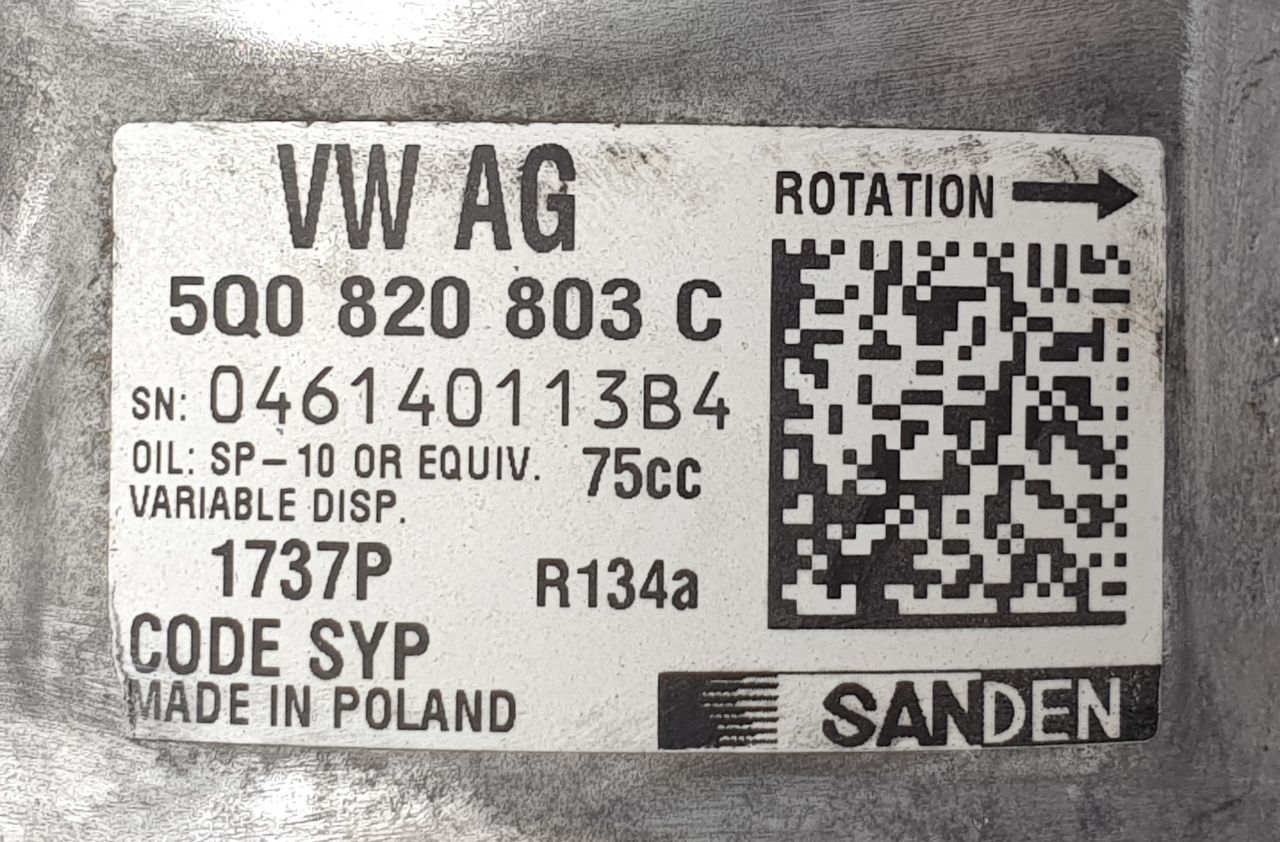 VW AG
ROTATION
5Q0 820 803 C
SN: 046140113B4
OIL: SP-10 OR EQUIV. 75cc
VARIABLE DISP.
1737P R134a
CODE SYP
MADE IN POLAND
SANDEN